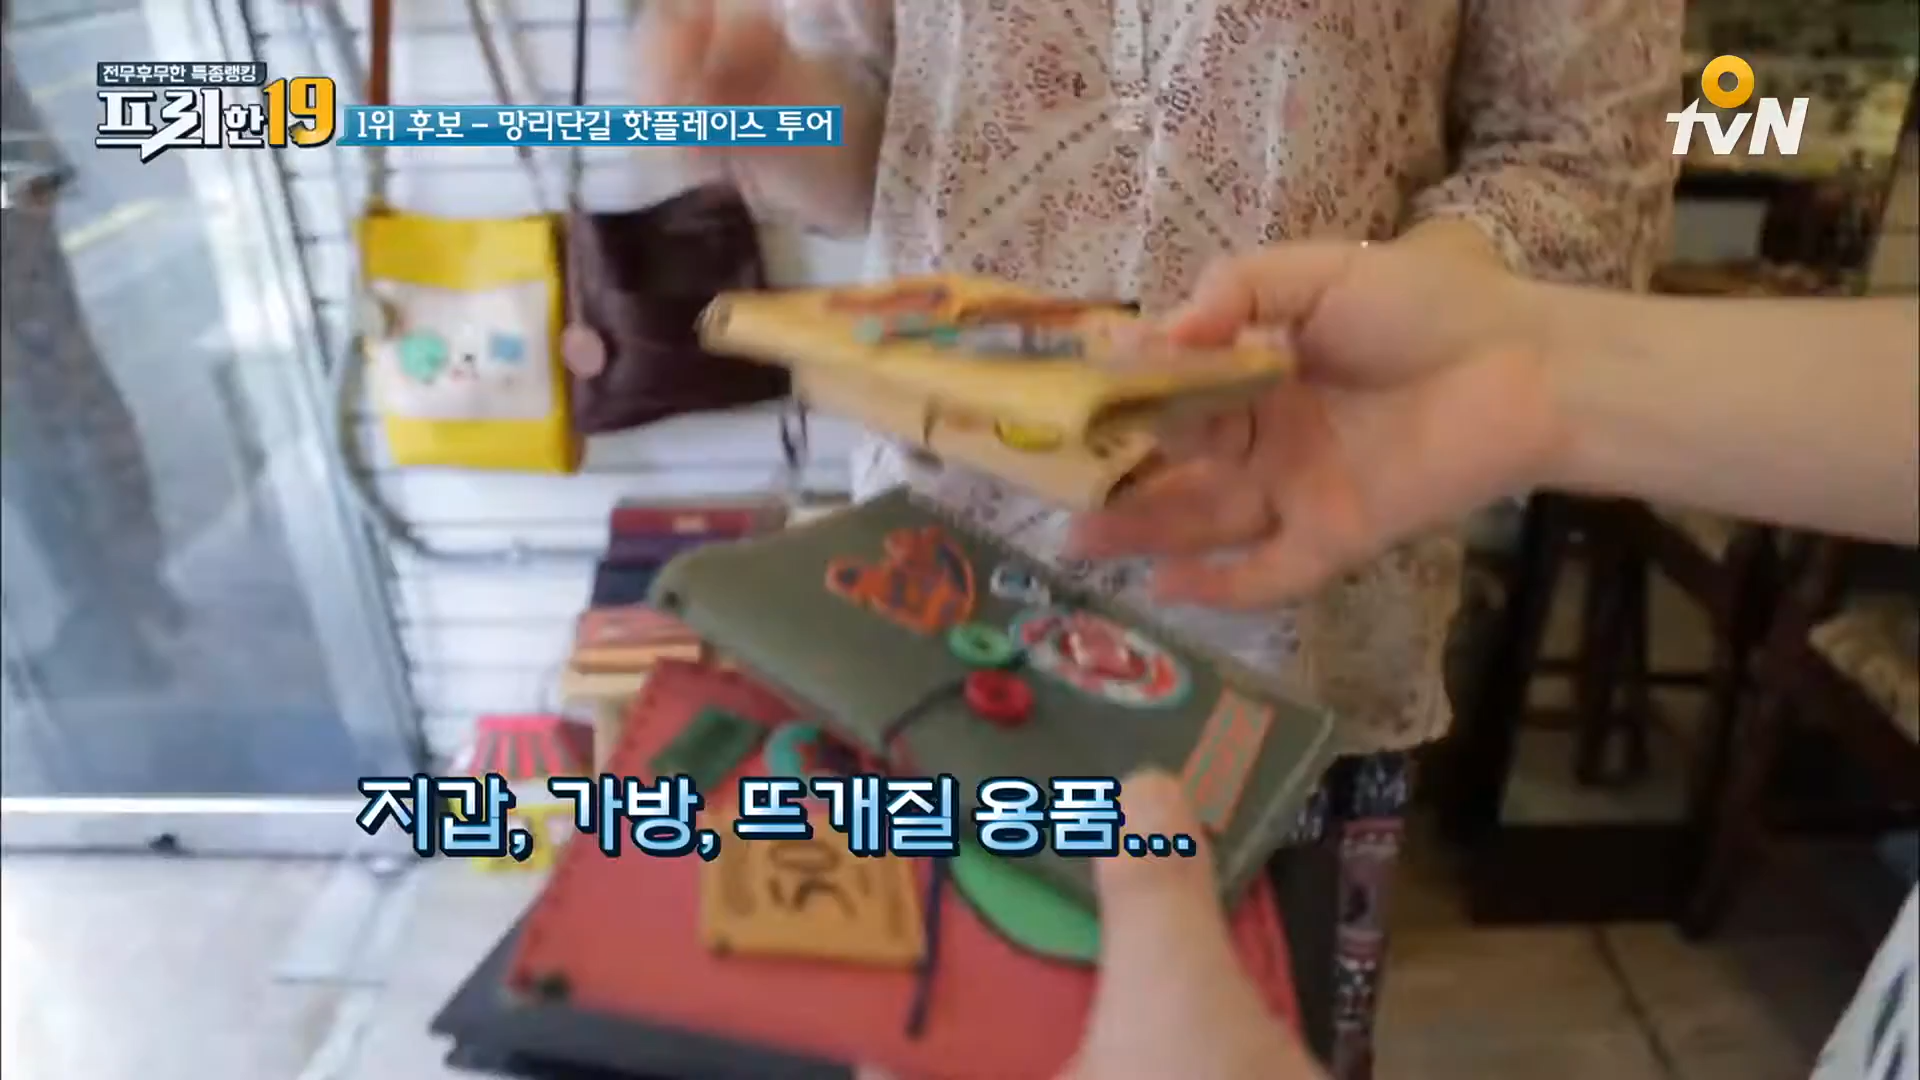 전무후무한 특종랭킹
프리한19
1위 후보 – 망리단길 핫플레이스 투어
tvN
지갑, 가방, 뜨개질 용품...
50